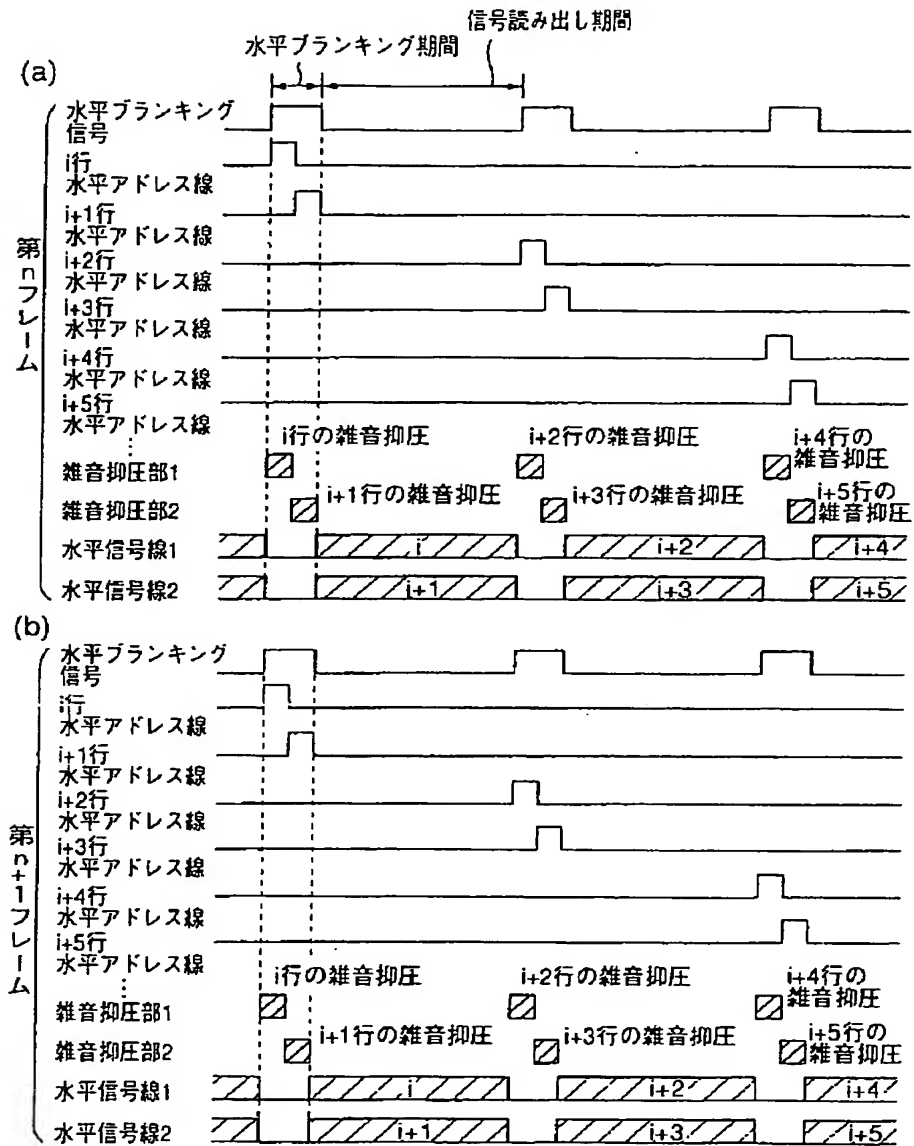 信号読み出し期間
水平ブランキング期間
(a)
水平ブランキング
信号
i行
水平アドレス線
i+1行
水平アドレス線
i+2行
水平アドレス線
i+3行
水平アドレス線
i+4行
水平アドレス線
i+5行
水平アドレス線
⋮
第nフレーム
i行の雑音抑圧
i+2行の雑音抑圧
i+4行の
雑音抑圧
雑音抑圧部1
i+1行の雑音抑圧
i+3行の雑音抑圧
i+5行の
雑音抑圧
雑音抑圧部2
水平信号線1
i
i+2
i+4
水平信号線2
i+1
i+3
i+5
(b)
水平ブランキング
信号
i行
水平アドレス線
i+1行
水平アドレス線
i+2行
水平アドレス線
i+3行
水平アドレス線
i+4行
水平アドレス線
i+5行
水平アドレス線
⋮
第n+1フレーム
i行の雑音抑圧
i+2行の雑音抑圧
i+4行の
雑音抑圧
雑音抑圧部1
i+1行の雑音抑圧
i+3行の雑音抑圧
i+5行の
雑音抑圧
雑音抑圧部2
水平信号線1
i
i+2
i+4
水平信号線2
i+1
i+3
i+5